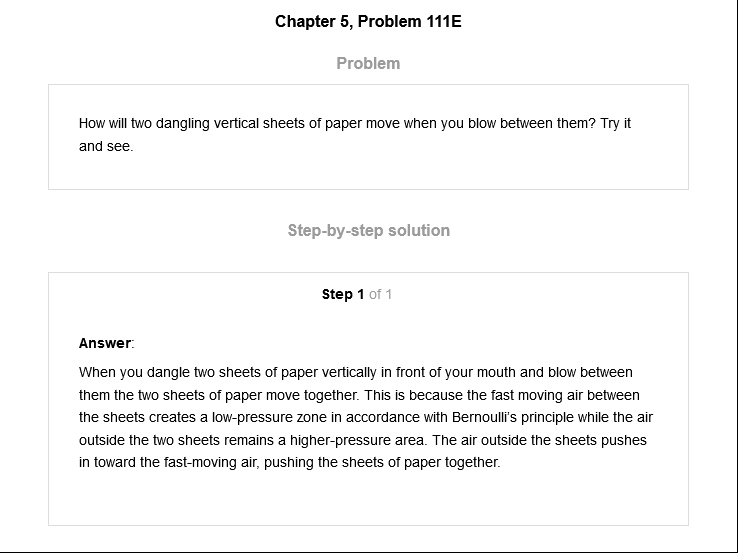 Chapter 5, Problem 111E
Problem
How will two dangling vertical sheets of paper move when you blow between them? Try it
and see.
Step-by-step solution
Step 1 of 1
Answer:
When you dangle two sheets of paper vertically in front of your mouth and blow between
them the two sheets of paper move together. This is because the fast moving air between
the sheets creates a low-pressure zone in accordance with Bernoulli’s principle while the air
outside the two sheets remains a higher-pressure area. The air outside the sheets pushes
in toward the fast-moving air, pushing the sheets of paper together.